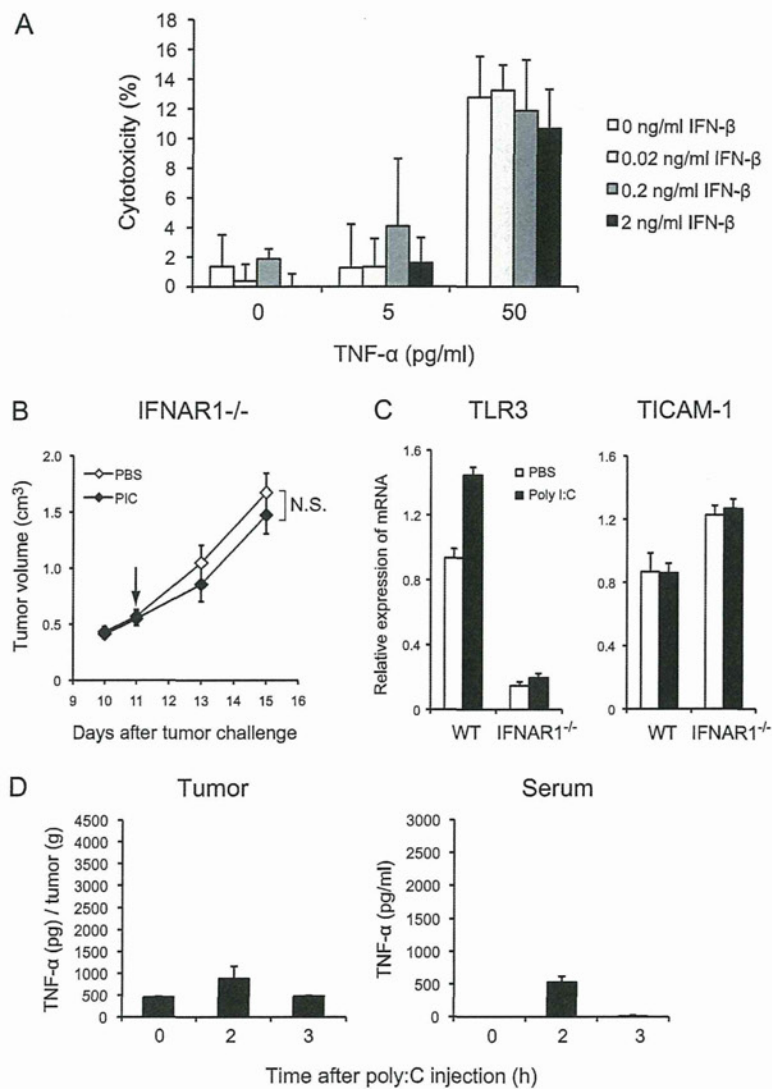 A
Cytotoxicity (%)
18
16
14
12
10
8
6
4
2
0
0 5 50
TNF-α (pg/ml)
0 ng/ml IFN-β
0.02 ng/ml IFN-β
0.2 ng/ml IFN-β
2 ng/ml IFN-β
B IFNAR1-/-
Tumor volume (cm³)
2.0
1.5
1.0
0.5
0
PBS
PIC
N.S.
9 10 11 12 13 14 15 16
Days after tumor challenge
C TLR3
Relative expression of mRNA
1.6
1.2
0.8
0.4
0
PBS
Poly I:C
WT IFNAR1-/-
TICAM-1
1.6
1.2
0.8
0.4
0
WT IFNAR1-/-
D Tumor
TNF-α (pg) / tumor (g)
4500
4000
3500
3000
2500
2000
1500
1000
500
0
0 2 3
Serum
TNF-α (pg/ml)
3000
2500
2000
1500
1000
500
0
0 2 3
Time after poly:C injection (h)